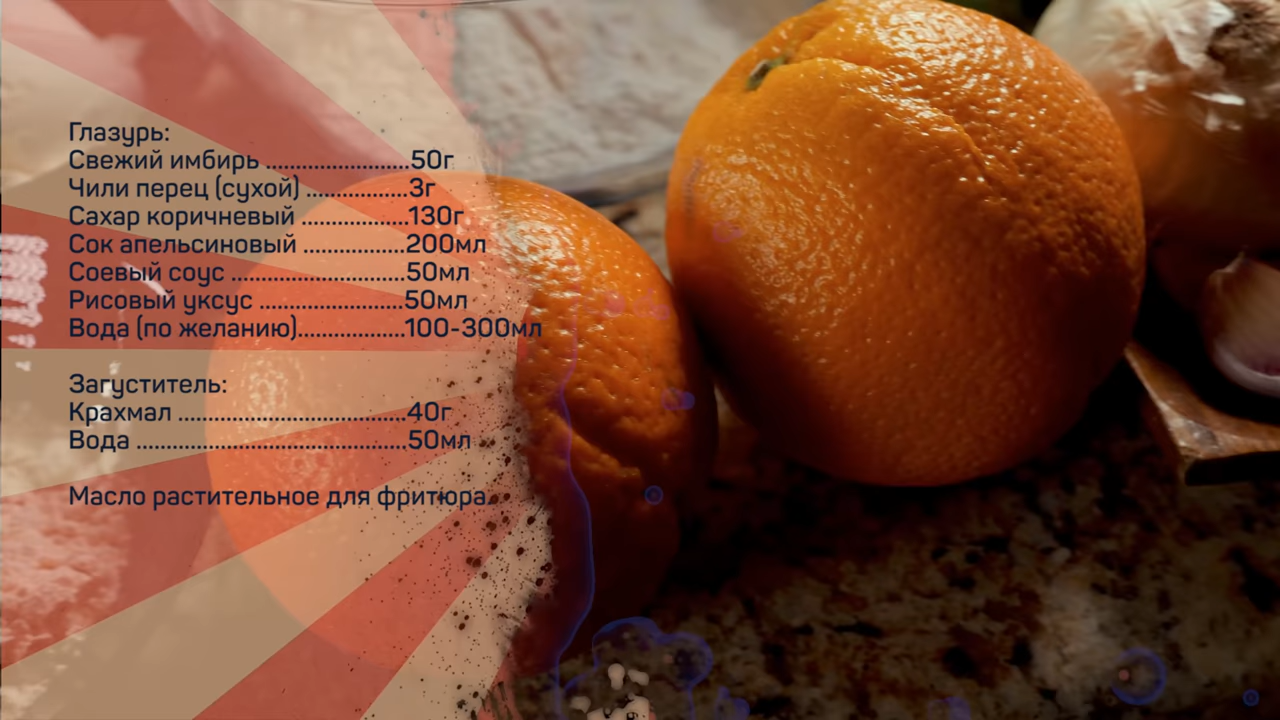 Глазурь:
Свежий имбирь ........................50г
Чили перец (сухой) .................3г
Сахар коричневый ..................130г
Сок апельсиновый .................200мл
Соевый соус .............................50мл
Рисовый уксус ........................50мл
Вода (по желанию)..................100-300мл
Загуститель:
Крахмал ......................................40г
Вода .............................................50мл
Масло растительное для фритюра.